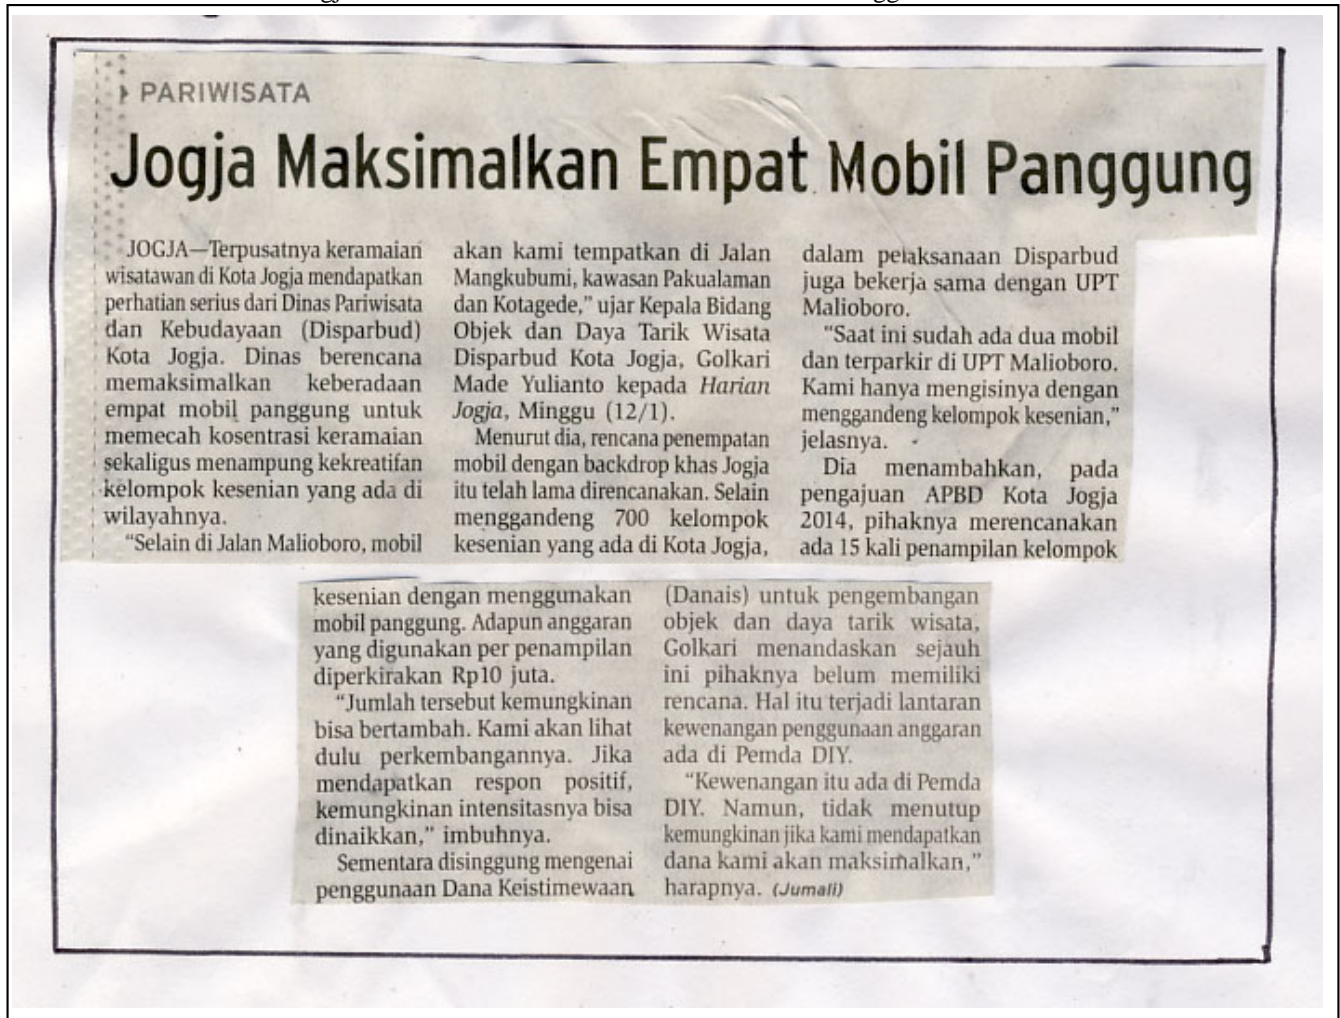 PARIWISATA
Jogja Maksimalkan Empat Mobil Panggung
JOGJA—Terpusatnya keramaian
wisatawan di Kota Jogja mendapatkan
perhatian serius dari Dinas Pariwisata
dan Kebudayaan (Disparbud)
Kota Jogja. Dinas berencana
memaksimalkan keberadaan
empat mobil panggung untuk
memecah kosentrasi keramaian
sekaligus menampung kekreatifan
kelompok kesenian yang ada di
wilayahnya.
“Selain di Jalan Malioboro, mobil
akan kami tempatkan di Jalan
Mangkubumi, kawasan Pakualaman
dan Kotagede,” ujar Kepala Bidang
Objek dan Daya Tarik Wisata
Disparbud Kota Jogja, Golkari
Made Yulianto kepada Harian
Jogja, Minggu (12/1).
Menurut dia, rencana penempatan
mobil dengan backdrop khas Jogja
itu telah lama direncanakan. Selain
menggandeng 700 kelompok
kesenian yang ada di Kota Jogja,
dalam pelaksanaan Disparbud
juga bekerja sama dengan UPT
Malioboro.
“Saat ini sudah ada dua mobil
dan terparkir di UPT Malioboro.
Kami hanya mengisinya dengan
menggandeng kelompok kesenian,”
jelasnya.
Dia menambahkan, pada
pengajuan APBD Kota Jogja
2014, pihaknya merencanakan
ada 15 kali penampilan kelompok
kesenian dengan menggunakan
mobil panggung. Adapun anggaran
yang digunakan per penampilan
diperkirakan Rp10 juta.
“Jumlah tersebut kemungkinan
bisa bertambah. Kami akan lihat
dulu perkembangannya. Jika
mendapatkan respon positif,
kemungkinan intensitasnya bisa
dinaikkan,” imbuhnya.
Sementara disinggung mengenai
penggunaan Dana Keistimewaan
(Danais) untuk pengembangan
objek dan daya tarik wisata,
Golkari menandaskan sejauh
ini pihaknya belum memiliki
rencana. Hal itu terjadi lantaran
kewenangan penggunaan anggaran
ada di Pemda DIY.
“Kewenangan itu ada di Pemda
DIY. Namun, tidak menutup
kemungkinan jika kami mendapatkan
dana kami akan maksimalkan,”
harapnya. (Jumali)